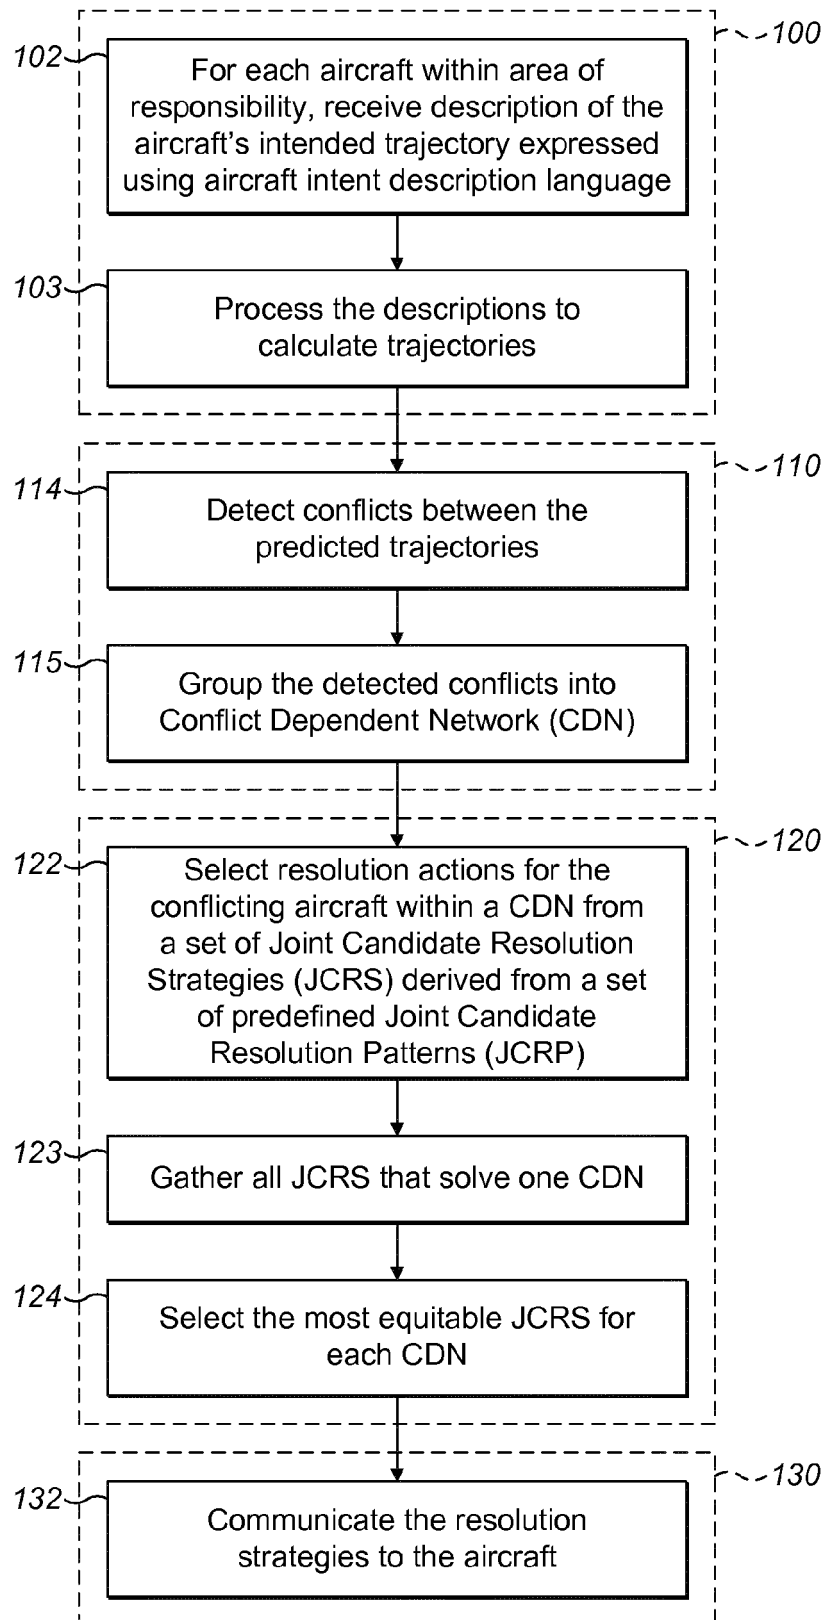 100
102
For each aircraft within area of
responsibility, receive description of the
aircraft's intended trajectory expressed
using aircraft intent description language
103
Process the descriptions to
calculate trajectories
110
114
Detect conflicts between the
predicted trajectories
115
Group the detected conflicts into
Conflict Dependent Network (CDN)
120
122
Select resolution actions for the
conflicting aircraft within a CDN from
a set of Joint Candidate Resolution
Strategies (JCRS) derived from a set
of predefined Joint Candidate
Resolution Patterns (JCRP)
123
Gather all JCRS that solve one CDN
124
Select the most equitable JCRS for
each CDN
130
132
Communicate the resolution
strategies to the aircraft